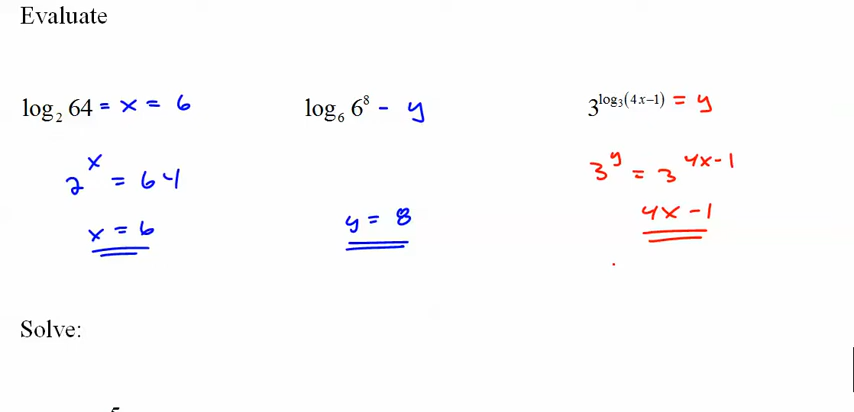 Evaluate
log₂ 64 = x = 6
log₆ 6⁸ - y
3^(log₃(4x−1)) = y
2^x = 64
3^y = 3^(4x-1)
x = 6
y = 8
4x - 1
Solve: